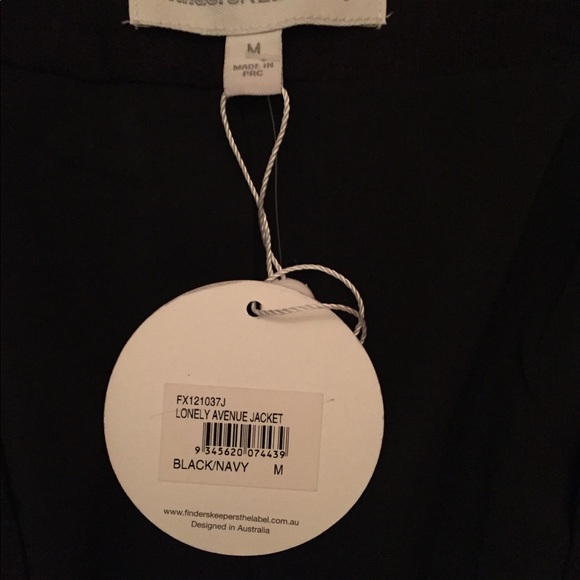 M
MADE IN
PRC
FX121037J
LONELY AVENUE JACKET
9 345620 074439
BLACK/NAVY M
www.finderskeepersthelabel.com.au
Designed in Australia